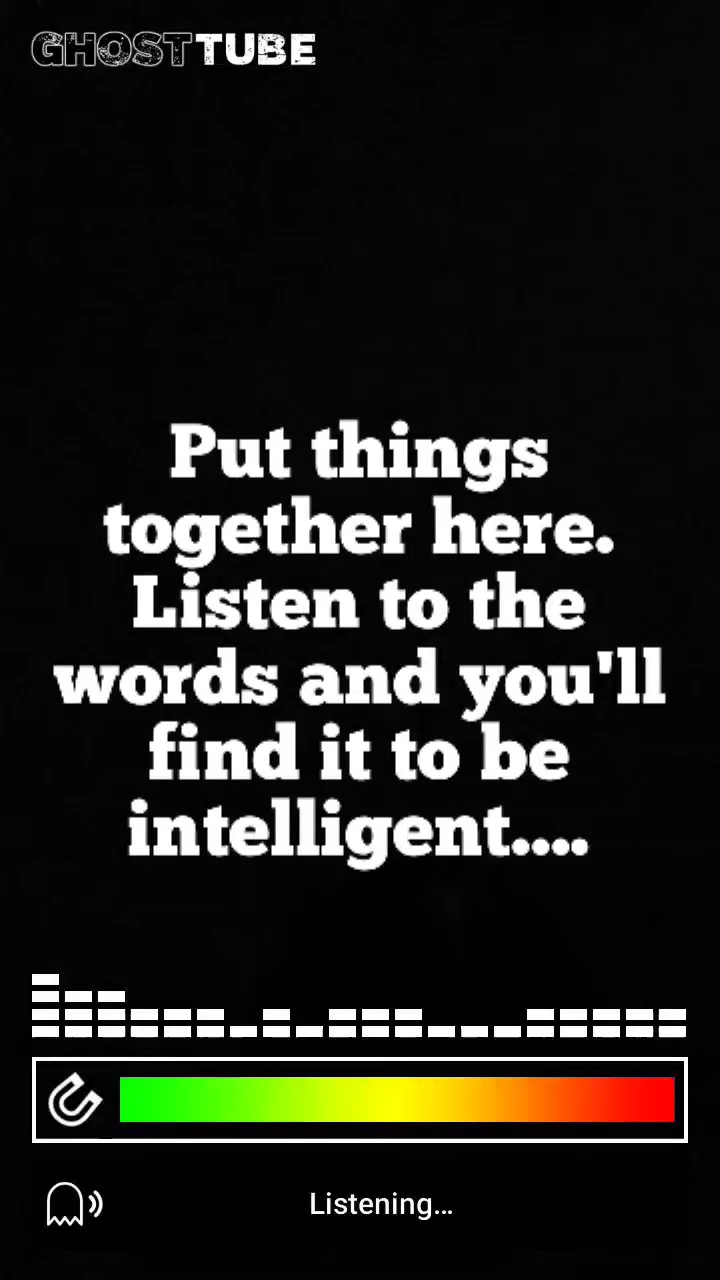 GHOSTTUBE
Put things
together here.
Listen to the
words and you'll
find it to be
intelligent....
Listening...